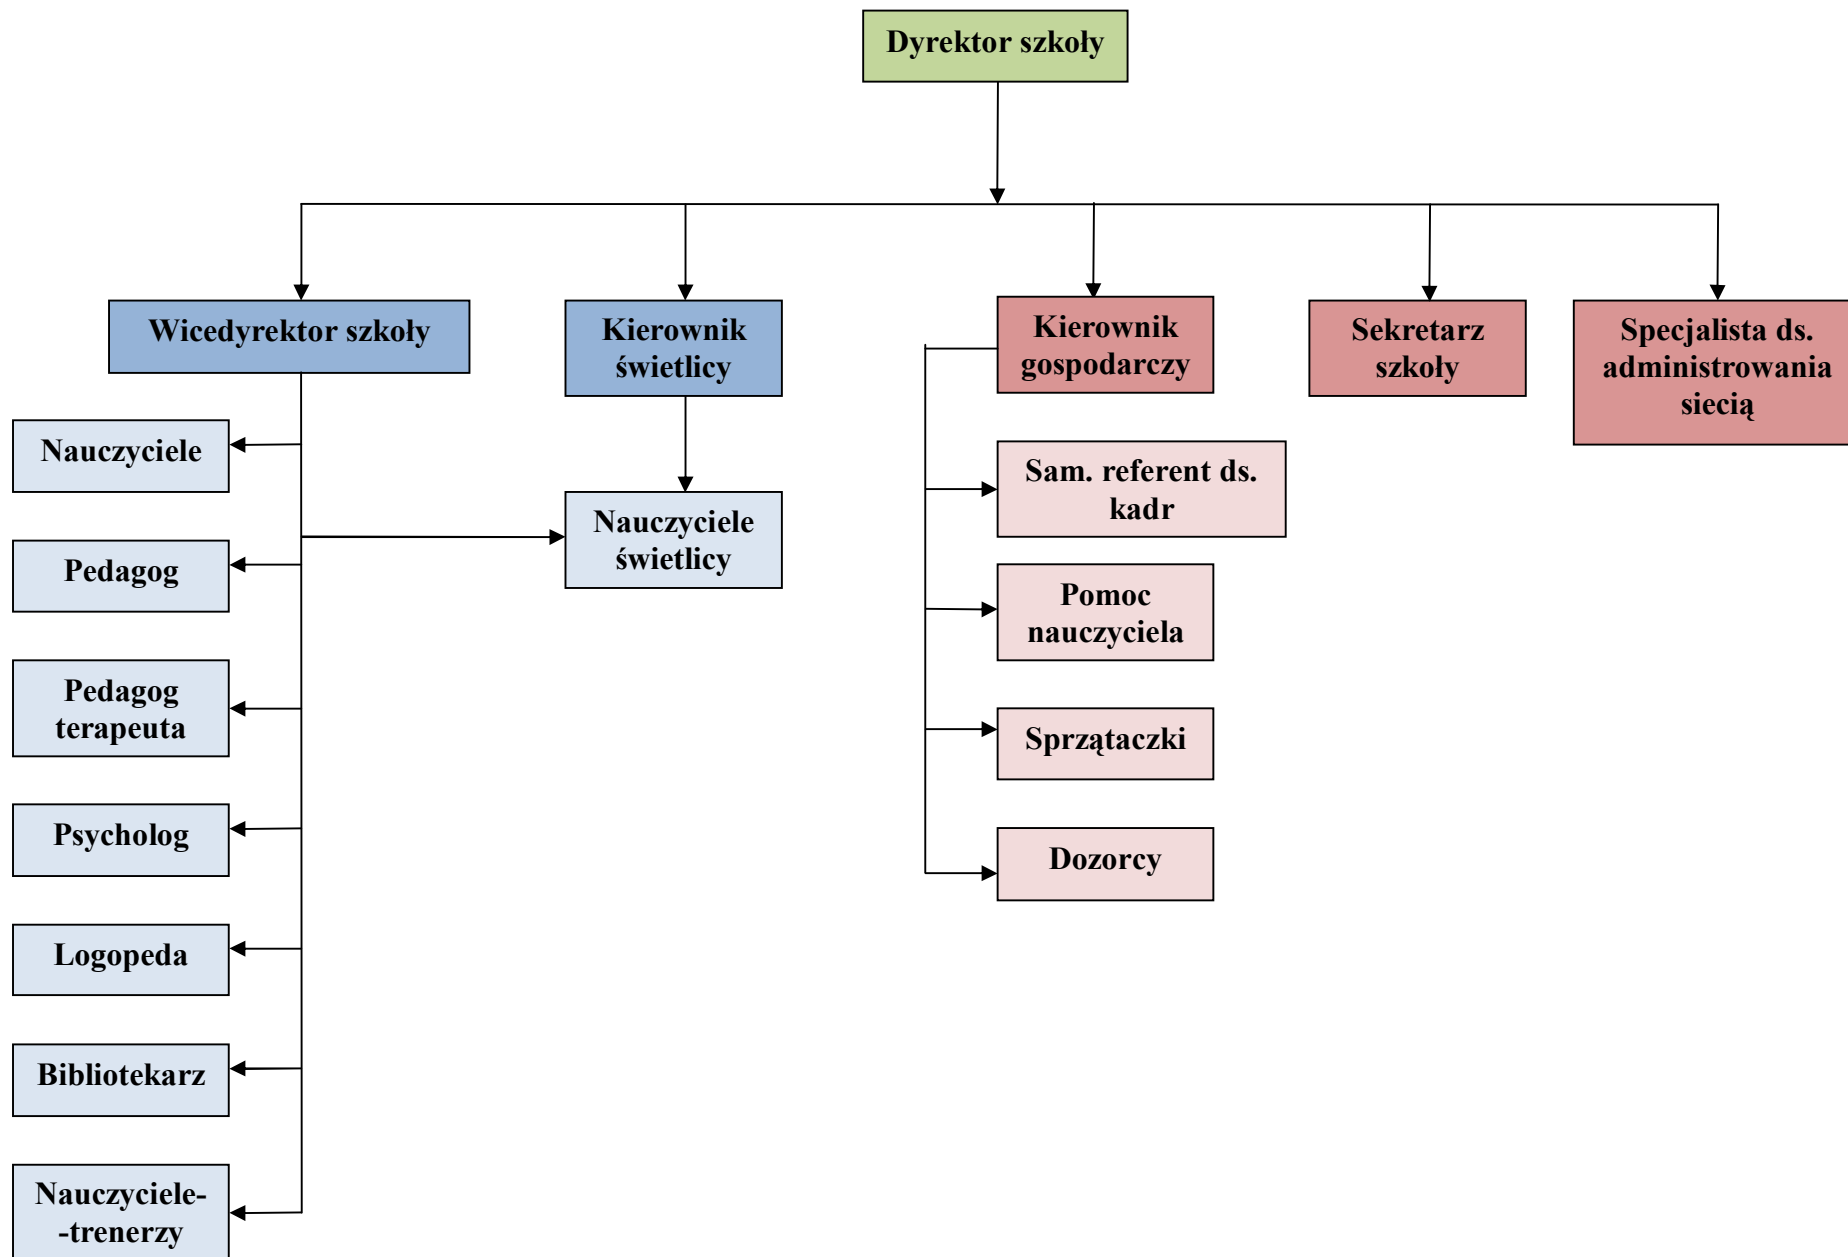 Dyrektor szkoły
Wicedyrektor szkoły
Kierownik
świetlicy
Kierownik
gospodarczy
Sekretarz
szkoły
Specjalista ds.
administrowania
siecią
Nauczyciele
Pedagog
Pedagog
terapeuta
Psycholog
Logopeda
Bibliotekarz
Nauczyciele-
-trenerzy
Nauczyciele
świetlicy
Sam. referent ds.
kadr
Pomoc
nauczyciela
Sprzątaczki
Dozorcy